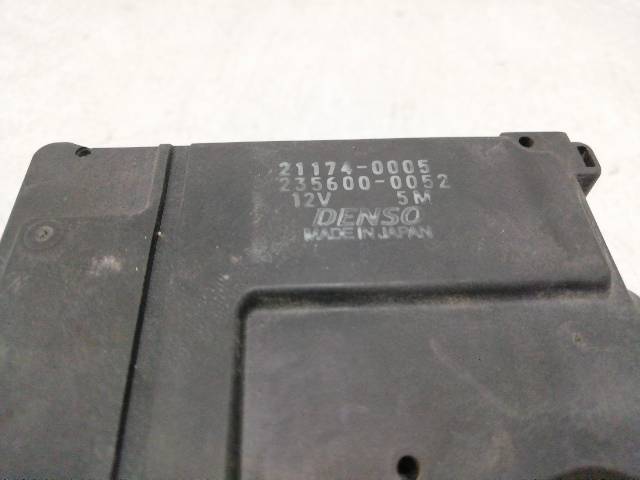 21174-0005
235600-0052
12V 5M
DENSO
MADE IN JAPAN